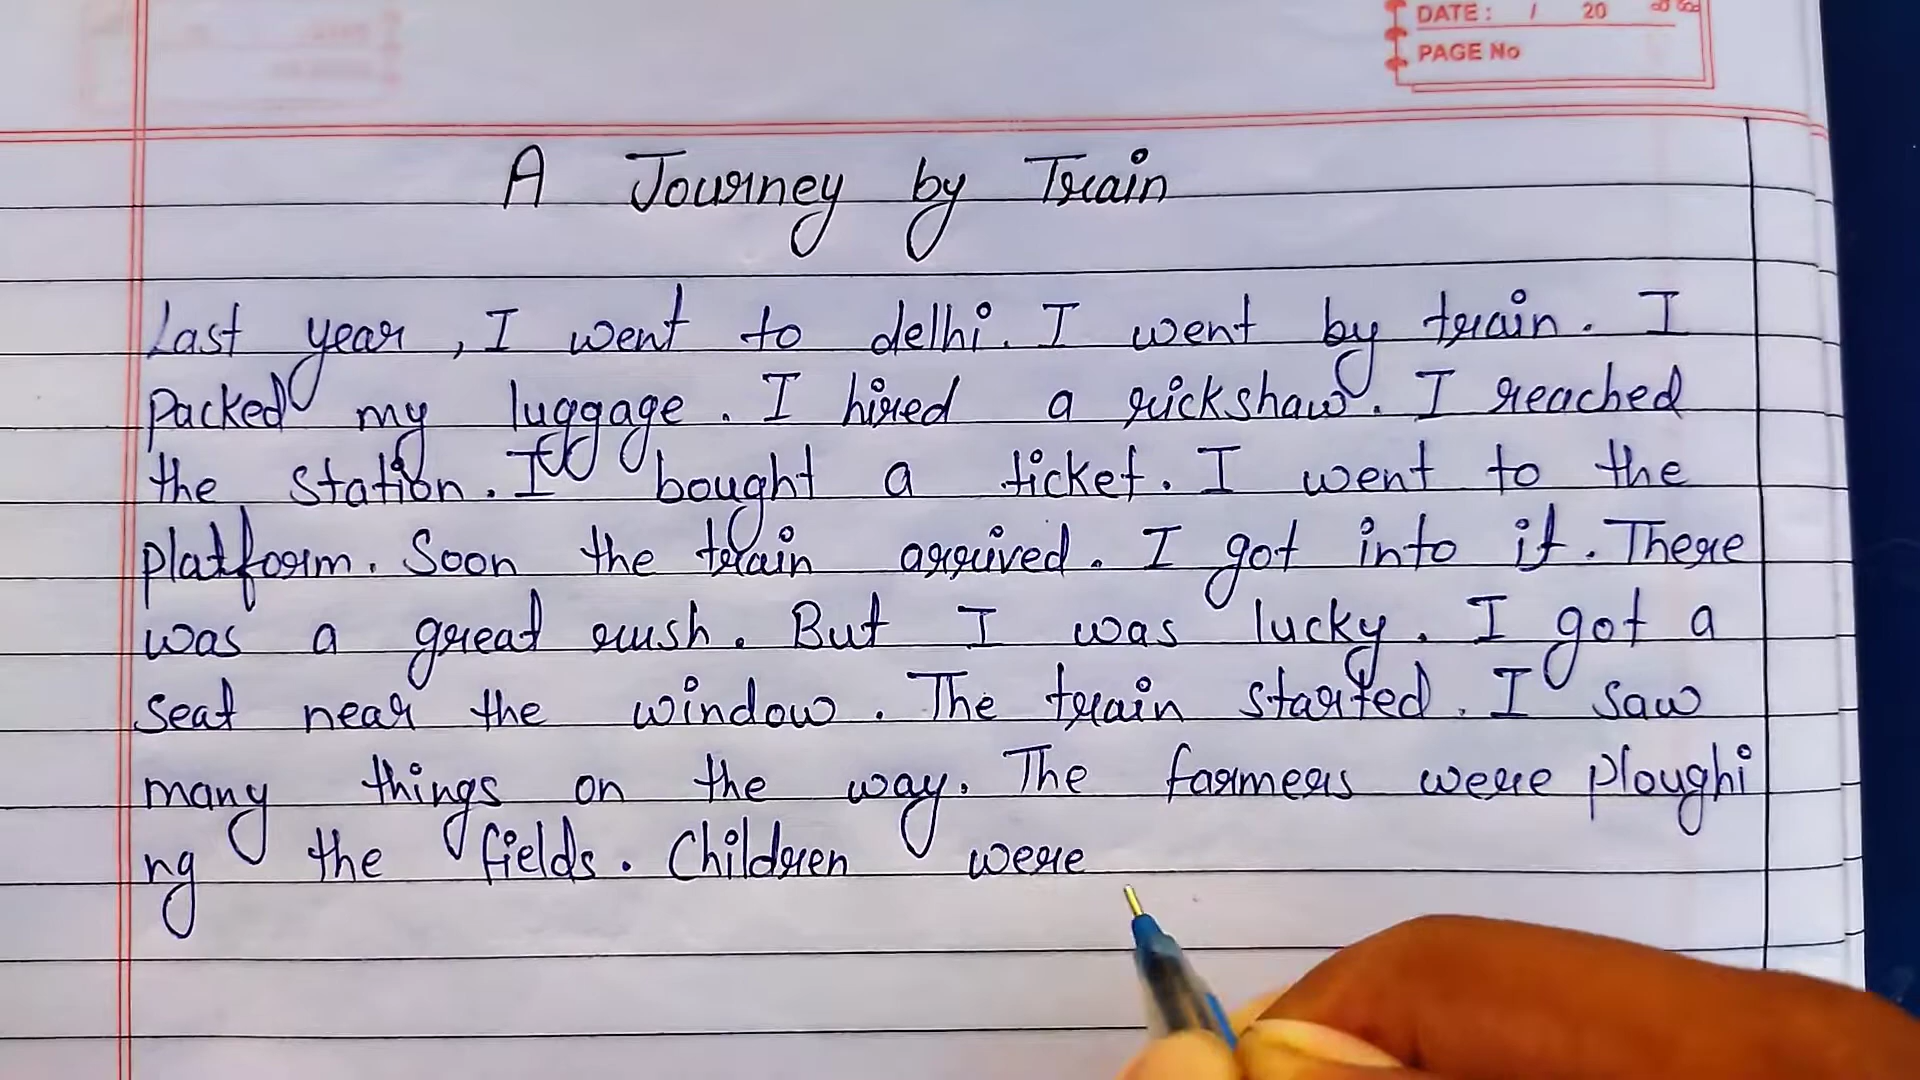 DATE: / 20
PAGE No
A Journey by Train
Last year, I went to delhi. I went by train. I
Packed my luggage. I hired a rickshaw. I reached
the station. I bought a ticket. I went to the
platform. Soon the train arrived. I got into it. There
was a great rush. But I was lucky. I got a
seat near the window. The train started. I saw
many things on the way. The farmers were ploughi
ng the fields. Children were